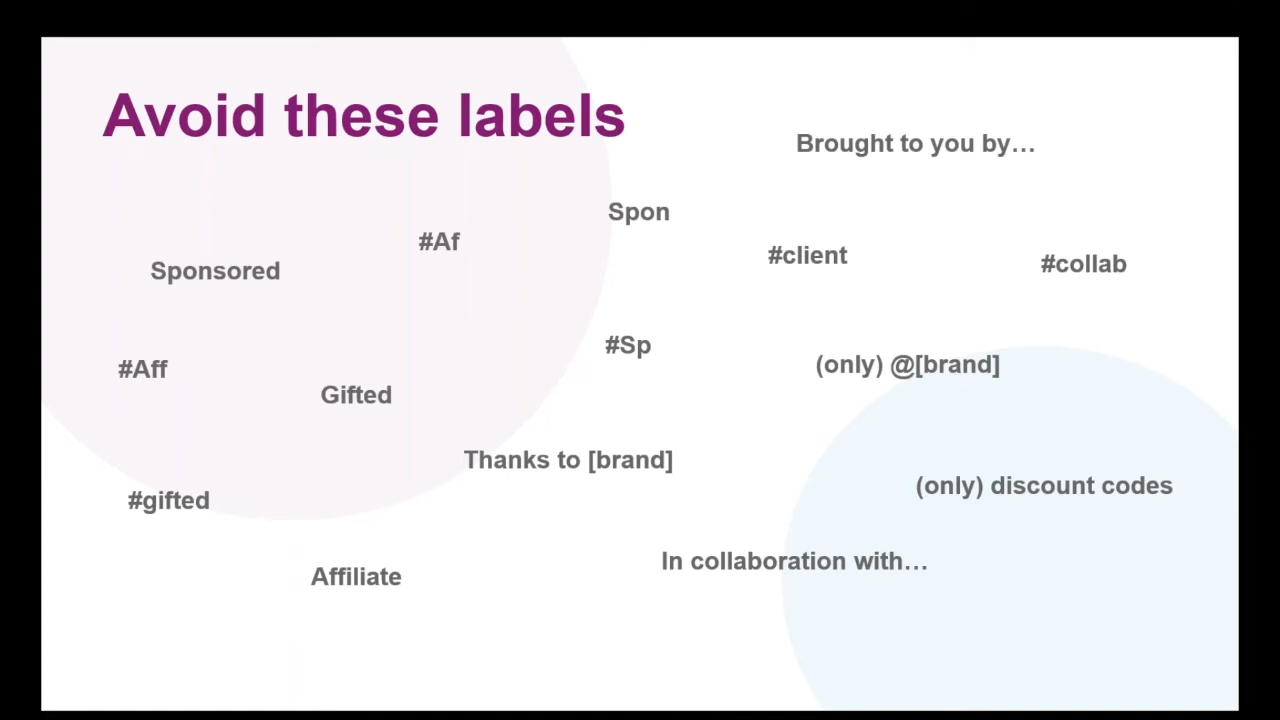 Avoid these labels
Brought to you by…
Spon
#Af
#client
#collab
Sponsored
#Sp
(only) @[brand]
#Aff
Gifted
Thanks to [brand]
(only) discount codes
#gifted
In collaboration with…
Affiliate